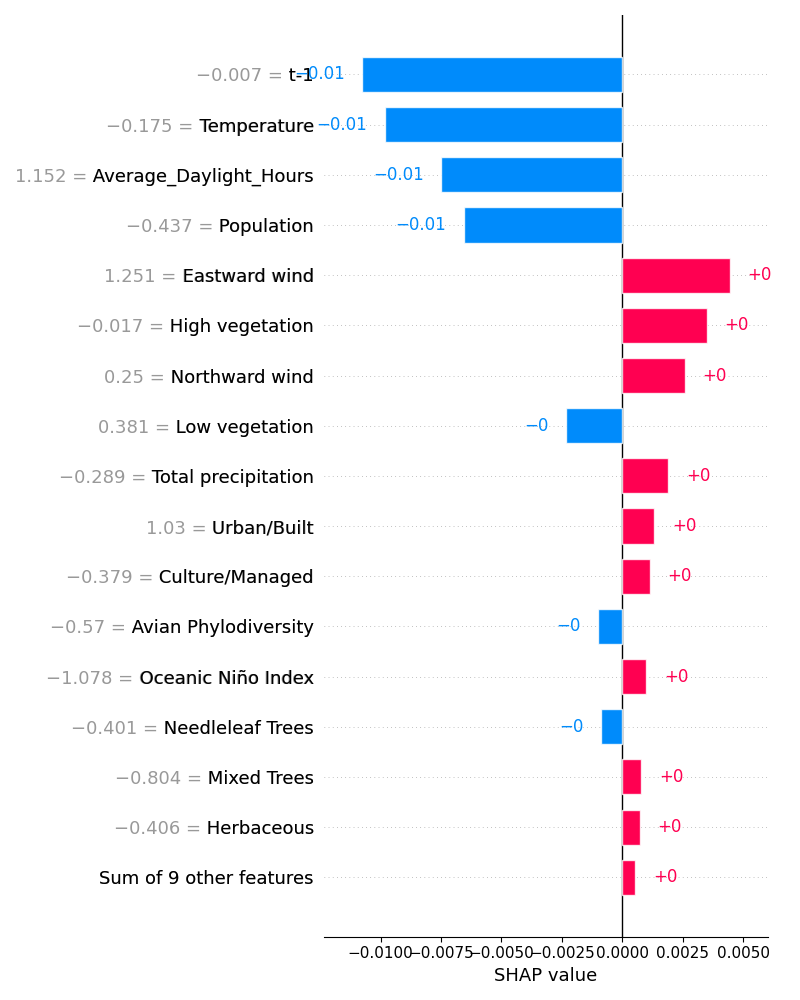 −0.007 = t-1 −0.01
−0.175 = Temperature −0.01
1.152 = Average_Daylight_Hours −0.01
−0.437 = Population −0.01
1.251 = Eastward wind +0
−0.017 = High vegetation +0
0.25 = Northward wind +0
0.381 = Low vegetation −0
−0.289 = Total precipitation +0
1.03 = Urban/Built +0
−0.379 = Culture/Managed +0
−0.57 = Avian Phylodiversity −0
−1.078 = Oceanic Niño Index +0
−0.401 = Needleleaf Trees −0
−0.804 = Mixed Trees +0
−0.406 = Herbaceous +0
Sum of 9 other features +0
−0.0100 −0.0075 −0.0050 −0.0025 0.0000 0.0025 0.0050
SHAP value